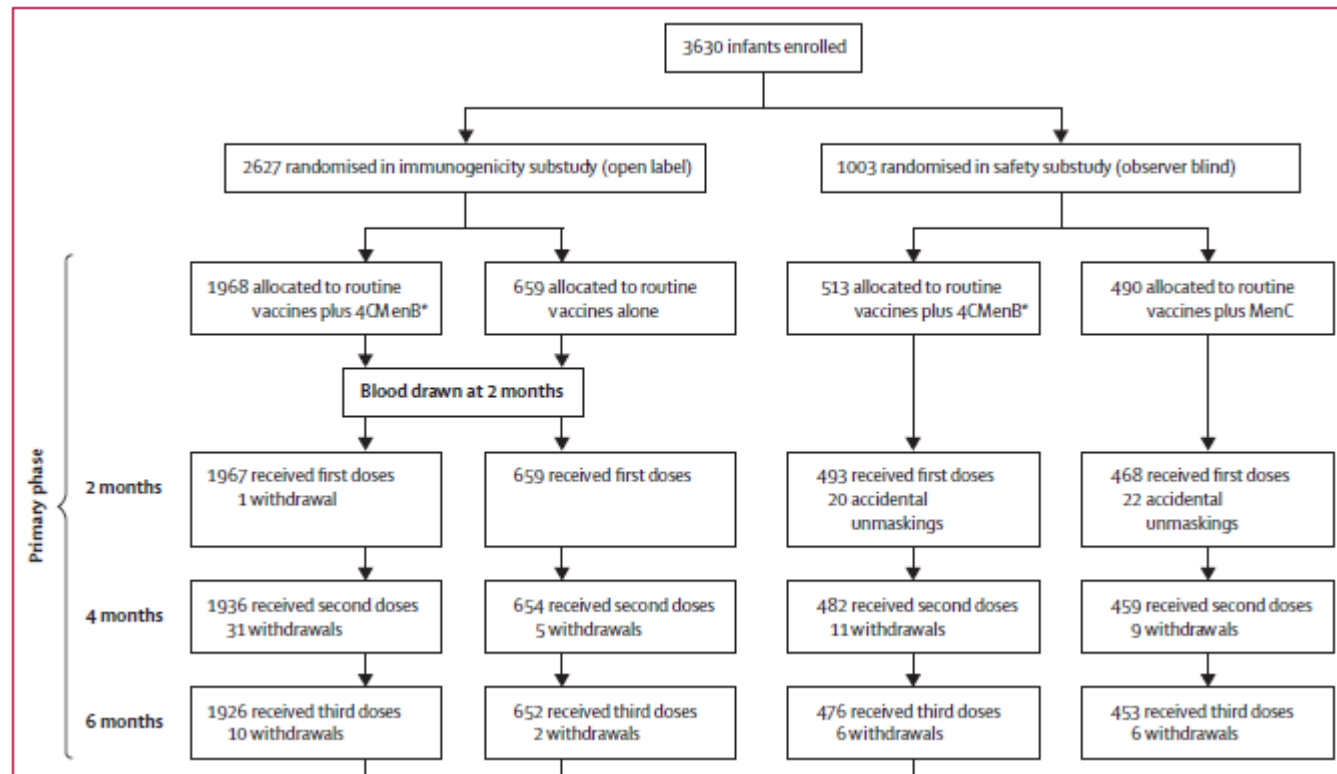 3630 infants enrolled
2627 randomised in immunogenicity substudy (open label)
1003 randomised in safety substudy (observer blind)
1968 allocated to routine
vaccines plus 4CMenB*
659 allocated to routine
vaccines alone
513 allocated to routine
vaccines plus 4CMenB*
490 allocated to routine
vaccines plus MenC
Blood drawn at 2 months
Primary phase
2 months
1967 received first doses
1 withdrawal
659 received first doses
493 received first doses
20 accidental
unmaskings
468 received first doses
22 accidental
unmaskings
4 months
1936 received second doses
31 withdrawals
654 received second doses
5 withdrawals
482 received second doses
11 withdrawals
459 received second doses
9 withdrawals
6 months
1926 received third doses
10 withdrawals
652 received third doses
2 withdrawals
476 received third doses
6 withdrawals
453 received third doses
6 withdrawals